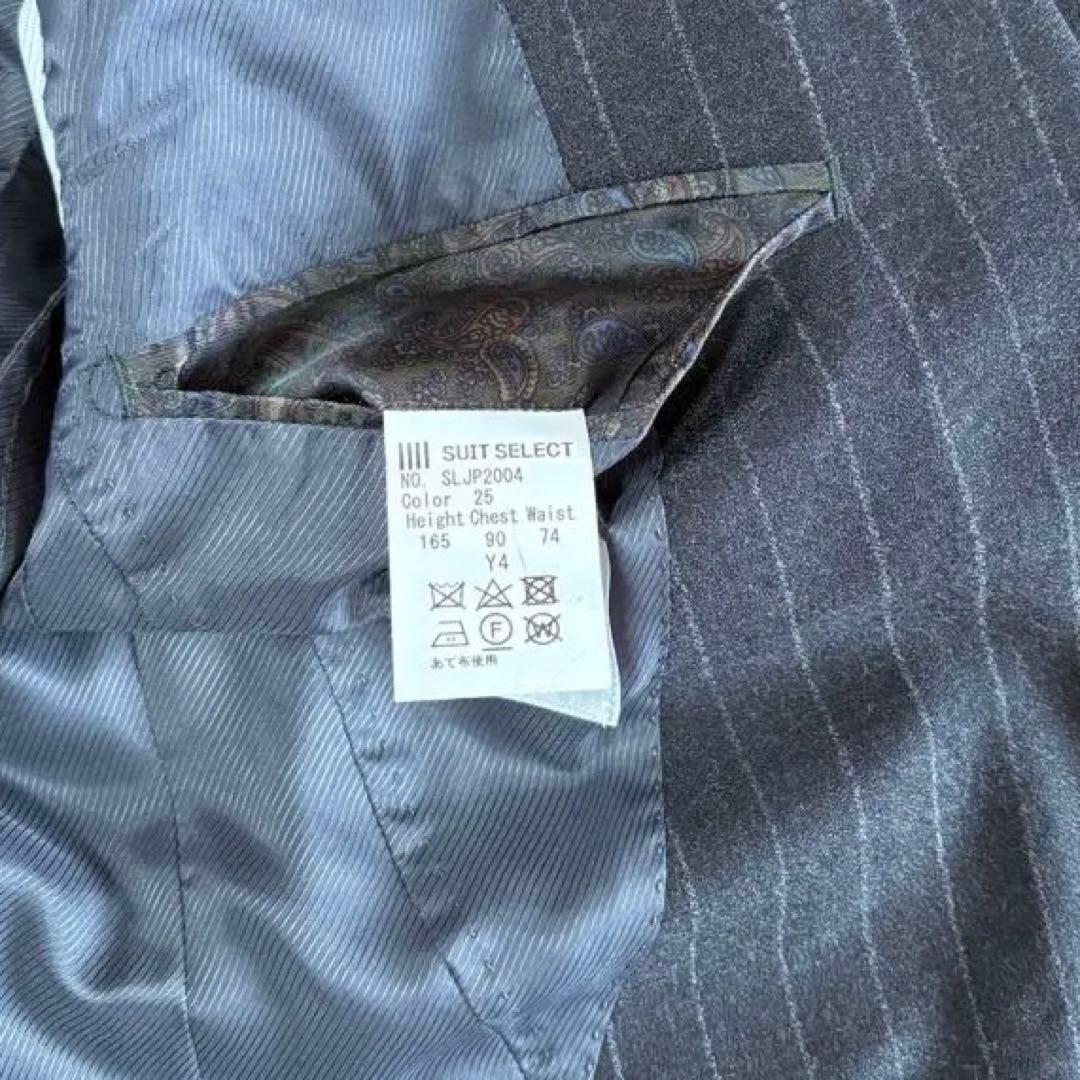 SUIT SELECT
NO. SLJP2004
Color 25
Height Chest Waist
165 90 74
Y4
F
W
あて布使用